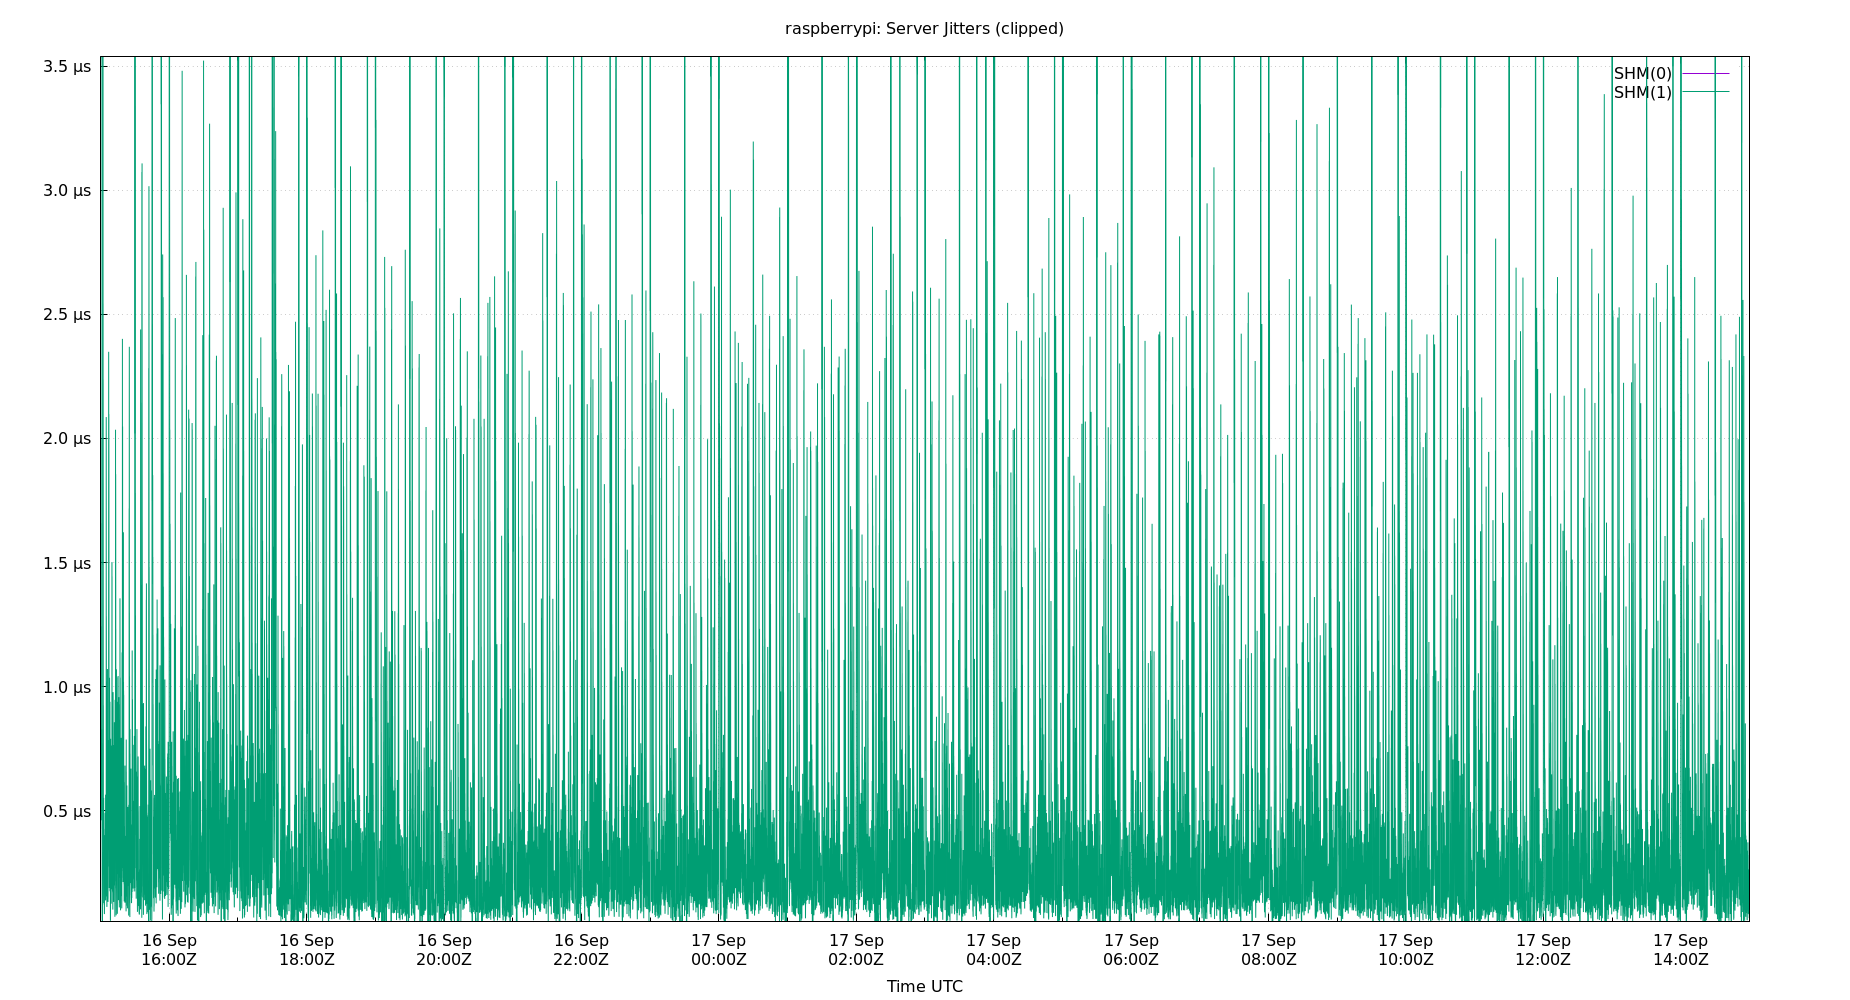 raspberrypi: Server Jitters (clipped)
3.5 µs
3.0 µs
2.5 µs
2.0 µs
1.5 µs
1.0 µs
0.5 µs
SHM(0)
SHM(1)
16 Sep 16 Sep 16 Sep 16 Sep 17 Sep 17 Sep 17 Sep 17 Sep 17 Sep 17 Sep 17 Sep 17 Sep
16:00Z 18:00Z 20:00Z 22:00Z 00:00Z 02:00Z 04:00Z 06:00Z 08:00Z 10:00Z 12:00Z 14:00Z
Time UTC